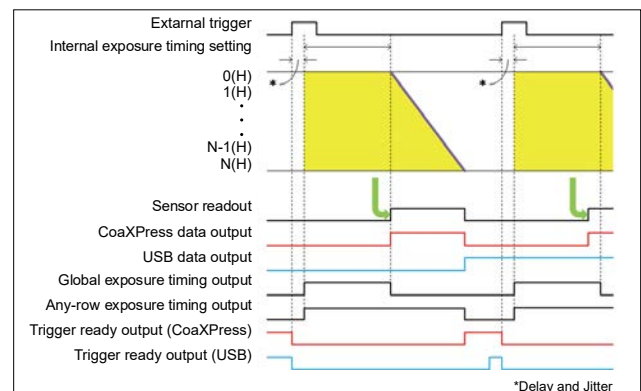 External trigger
Internal exposure timing setting
0(H)
1(H)
*
*
N-1(H)
N(H)
Sensor readout
CoaXPress data output
USB data output
Global exposure timing output
Any-row exposure timing output
Trigger ready output (CoaXPress)
Trigger ready output (USB)
*Delay and Jitter